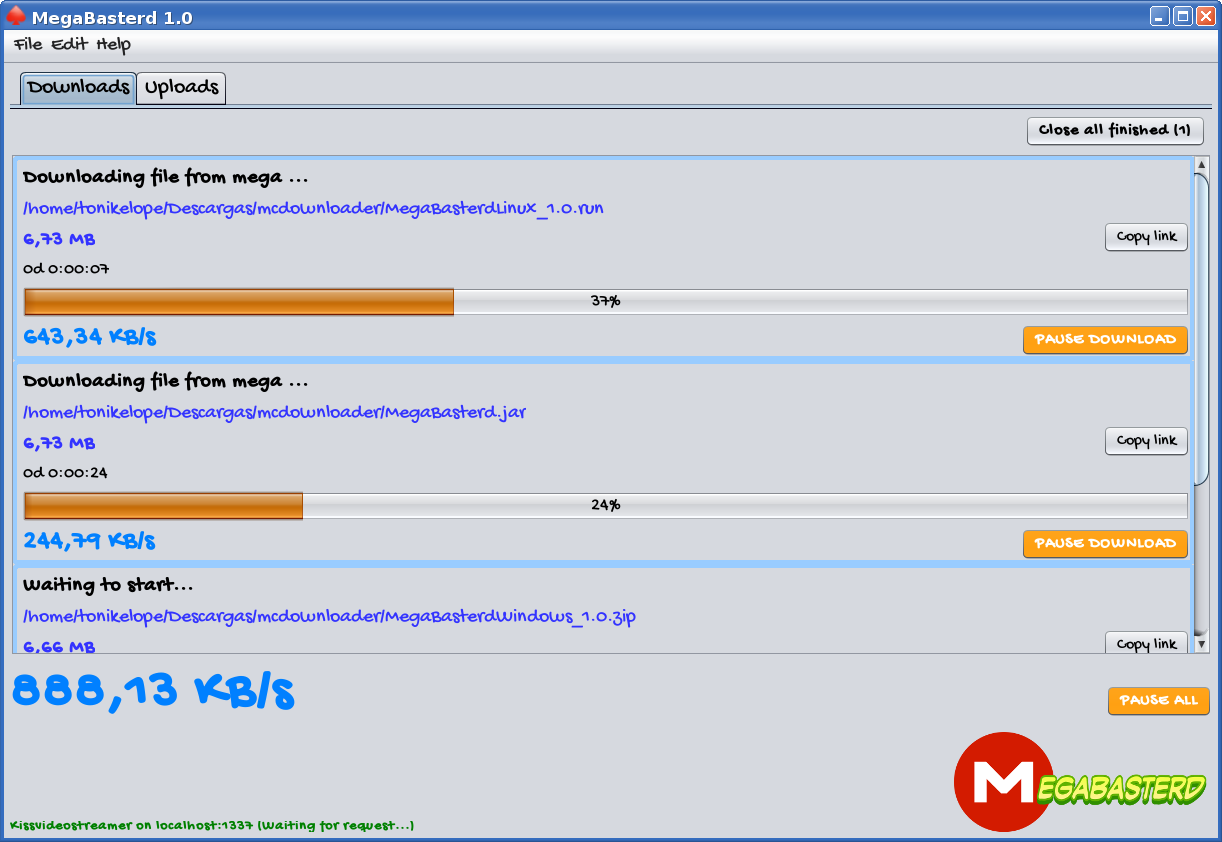 MegaBasterd 1.0
File Edit Help
Downloads Uploads
Close all finished (1)
Downloading file from mega ...
/home/tonikelope/Descargas/mcdownloader/MegaBasterdLinux_1.0.run
6,73 MB
Copy link
0d 0:00:07
37%
643,34 KB/s
PAUSE DOWNLOAD
Downloading file from mega ...
/home/tonikelope/Descargas/mcdownloader/MegaBasterd.jar
6,73 MB
Copy link
0d 0:00:24
24%
244,79 KB/s
PAUSE DOWNLOAD
Waiting to start...
/home/tonikelope/Descargas/mcdownloader/MegaBasterdWindows_1.0.zip
6,66 MB
Copy link
888,13 KB/s
PAUSE ALL
MEGABASTERD
Kissvideostreamer on localhost:1337 (Waiting for request...)